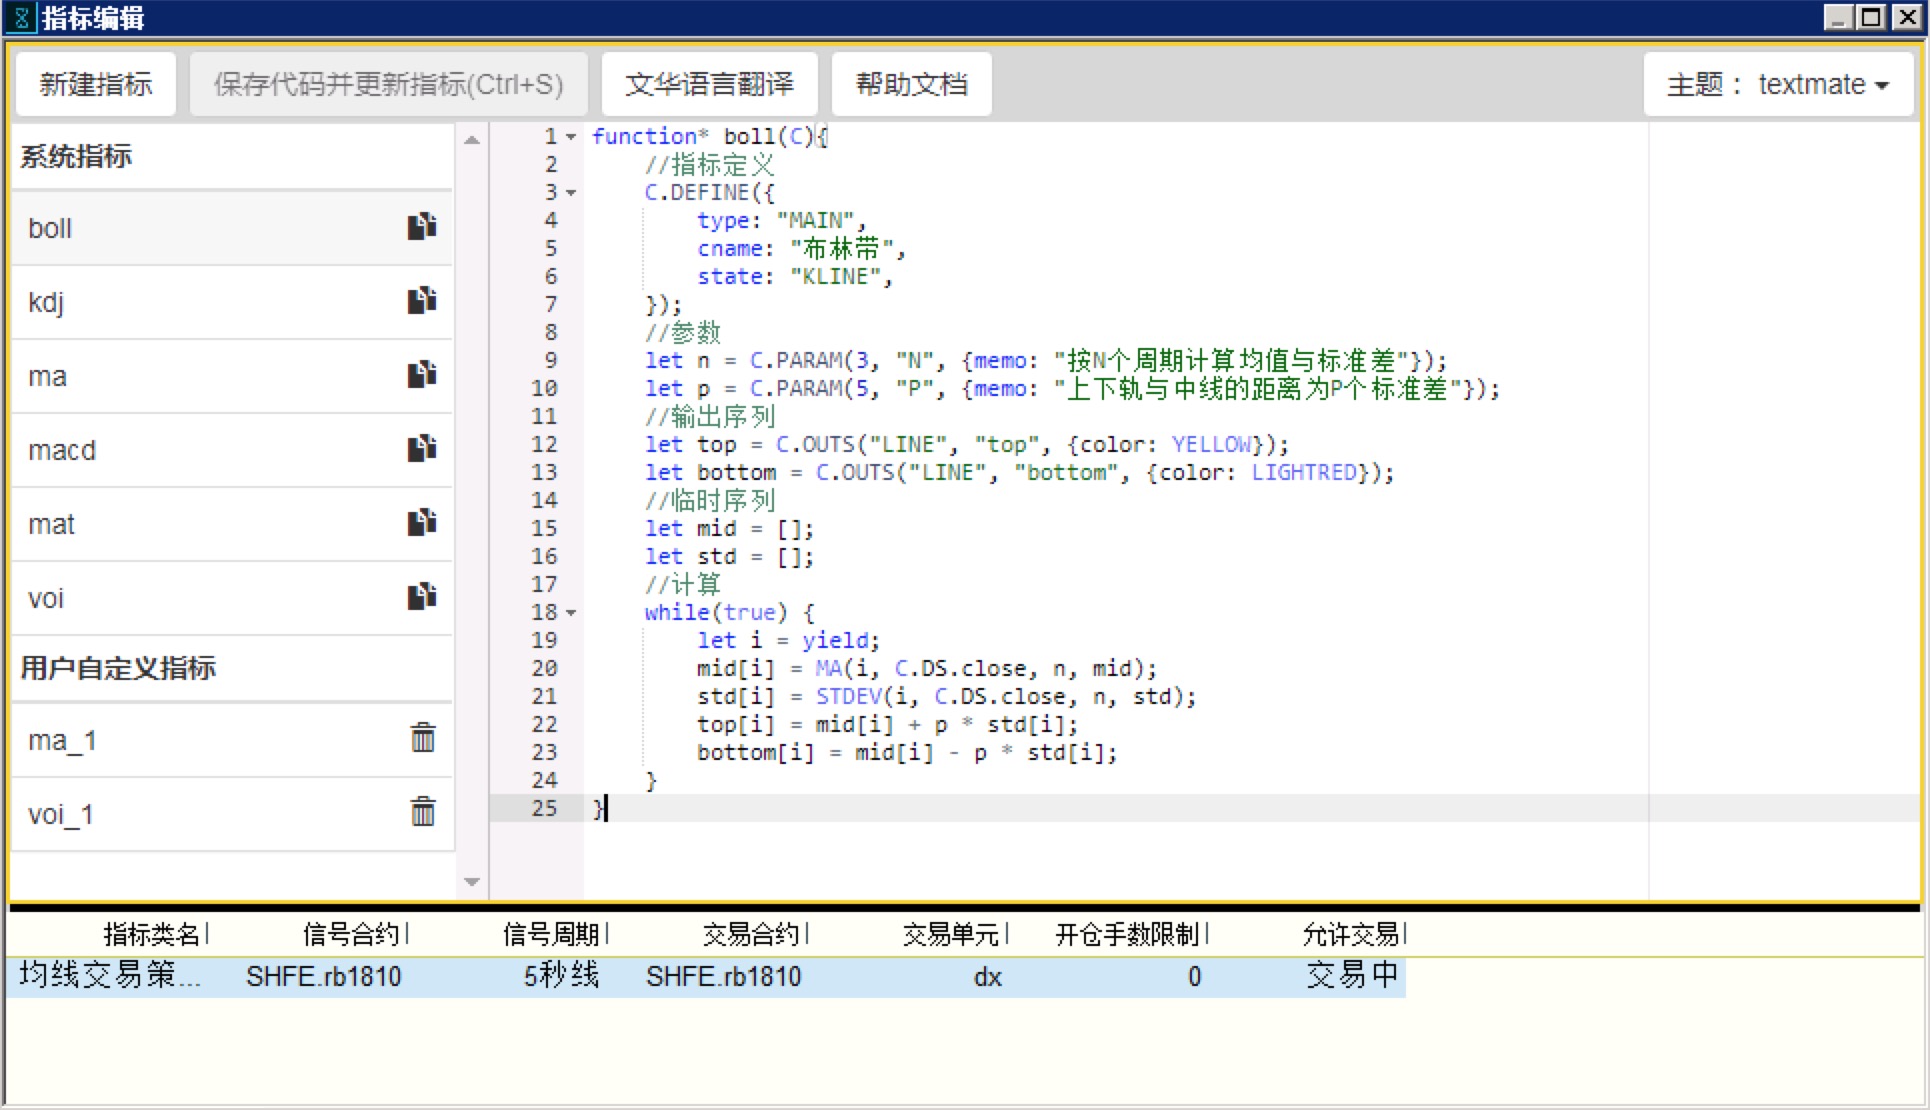 指标编辑
新建指标 保存代码并更新指标(Ctrl+S) 文华语言翻译 帮助文档 主题： textmate
系统指标
boll
kdj
ma
macd
mat
voi
用户自定义指标
ma_1
voi_1
1 function* boll(C){
2     //指标定义
3     C.DEFINE({
4         type: "MAIN",
5         cname: "布林带",
6         state: "KLINE",
7     });
8     //参数
9     let n = C.PARAM(3, "N", {memo: "按N个周期计算均值与标准差"});
10     let p = C.PARAM(5, "P", {memo: "上下轨与中线的距离为P个标准差"});
11     //输出序列
12     let top = C.OUTS("LINE", "top", {color: YELLOW});
13     let bottom = C.OUTS("LINE", "bottom", {color: LIGHTRED});
14     //临时序列
15     let mid = [];
16     let std = [];
17     //计算
18     while(true) {
19         let i = yield;
20         mid[i] = MA(i, C.DS.close, n, mid);
21         std[i] = STDEV(i, C.DS.close, n, std);
22         top[i] = mid[i] + p * std[i];
23         bottom[i] = mid[i] - p * std[i];
24     }
25 }
指标类名 信号合约 信号周期 交易合约 交易单元 开仓手数限制 允许交易
均线交易策... SHFE.rb1810 5秒线 SHFE.rb1810 dx 0 交易中